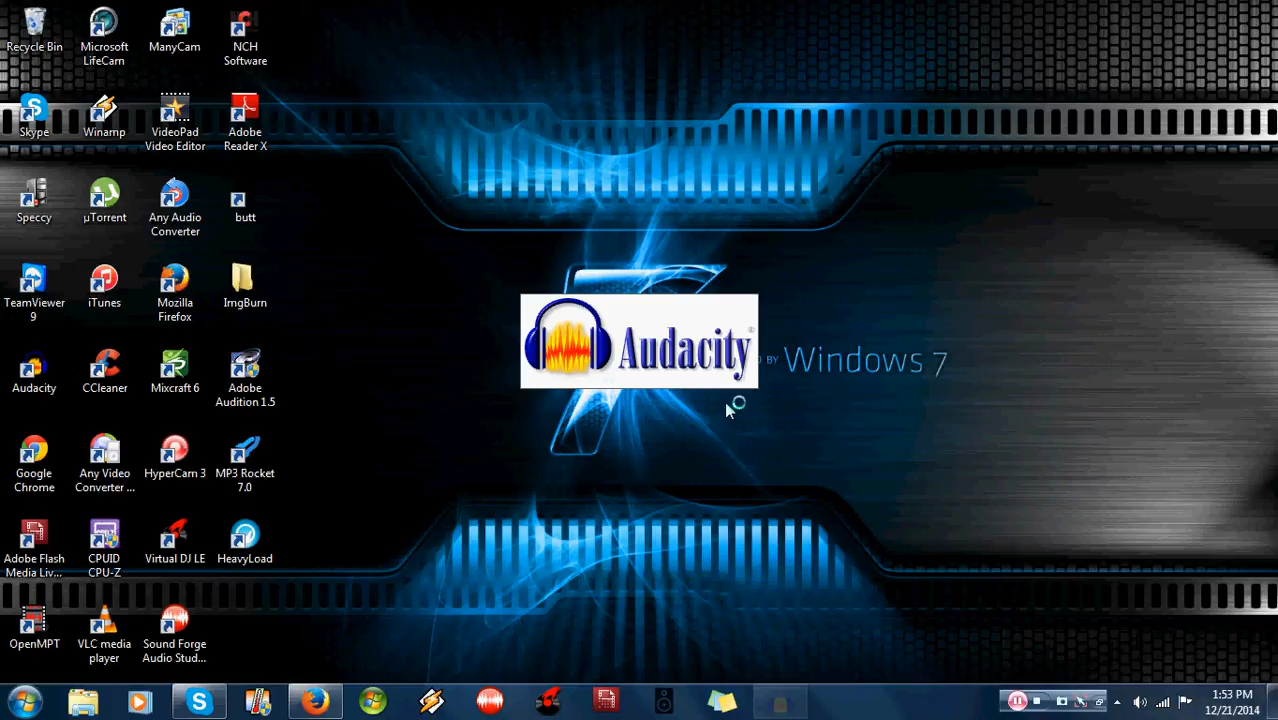 Recycle Bin
Microsoft
LifeCam
ManyCam
NCH
Software
Skype
Winamp
VideoPad
Video Editor
Adobe
Reader X
Speccy
µTorrent
Any Audio
Converter
butt
TeamViewer
9
iTunes
Mozilla
Firefox
ImgBurn
Audacity
CCleaner
Mixcraft 6
Adobe
Audition 1.5
Google
Chrome
Any Video
Converter ...
HyperCam 3
MP3 Rocket
7.0
Adobe Flash
Media Liv...
CPUID
CPU-Z
Virtual DJ LE
HeavyLoad
OpenMPT
VLC media
player
Sound Forge
Audio Stud...
Audacity®
D BY Windows 7
1:53 PM
12/21/2014